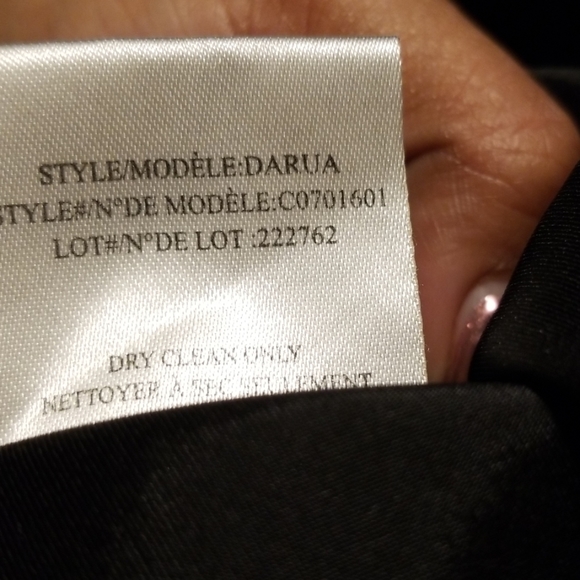 STYLE/MODÈLE:DARUA
STYLE#/N°DE MODÈLE:C0701601
LOT#/N°DE LOT :222762
DRY CLEAN ONLY
NETTOYER À SEC SEULEMENT